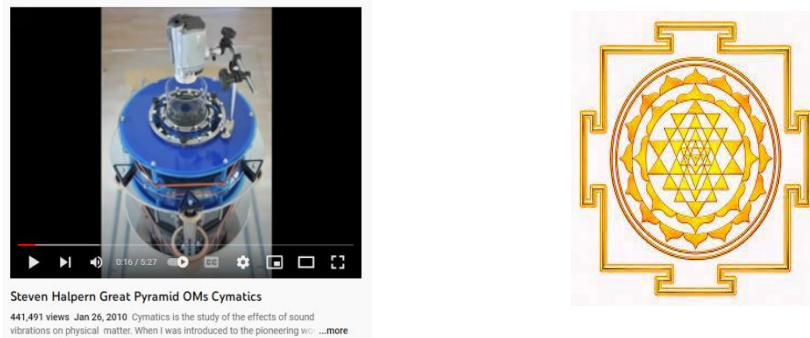 0:16 / 5:27
CC
Steven Halpern Great Pyramid OMs Cymatics
441,491 views Jan 26, 2010 Cymatics is the study of the effects of sound
vibrations on physical matter. When I was introduced to the pioneering wo ...more